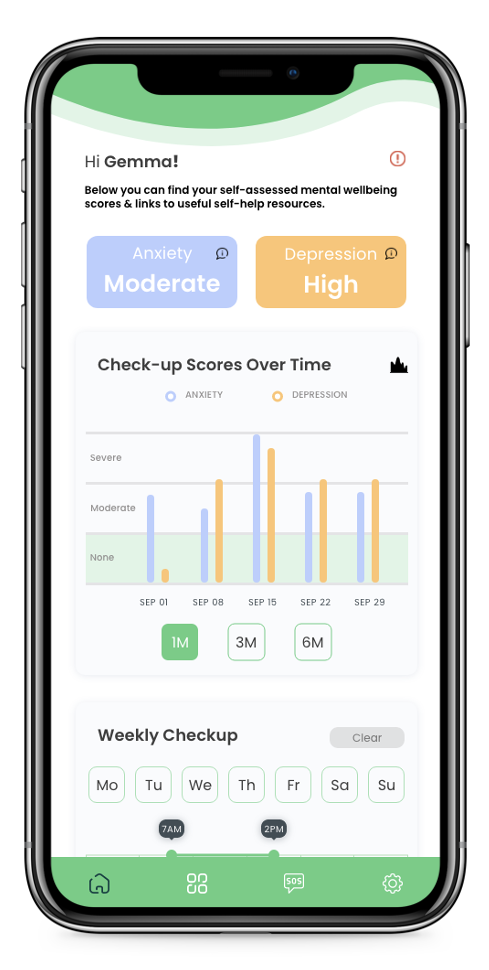 Hi Gemma!
Below you can find your self-assessed mental wellbeing
scores & links to useful self-help resources.
Anxiety
Moderate
Depression
High
Check-up Scores Over Time
ANXIETY DEPRESSION
Severe
Moderate
None
SEP 01 SEP 08 SEP 15 SEP 22 SEP 29
1M 3M 6M
Weekly Checkup
Clear
Mo Tu We Th Fr Sa Su
7AM 2PM
SOS